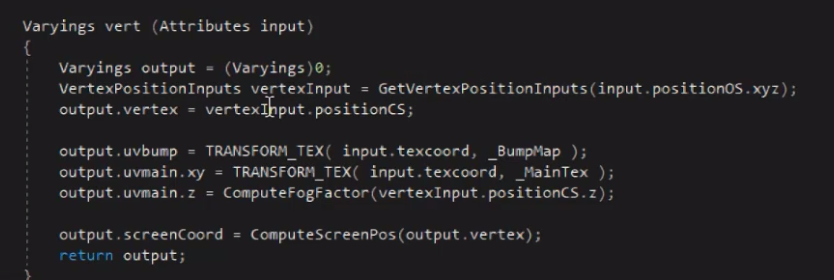 Varyings vert (Attributes input)
{
Varyings output = (Varyings)0;
VertexPositionInputs vertexInput = GetVertexPositionInputs(input.positionOS.xyz);
output.vertex = vertexInput.positionCS;
output.uvbump = TRANSFORM_TEX( input.texcoord, _BumpMap );
output.uvmain.xy = TRANSFORM_TEX( input.texcoord, _MainTex );
output.uvmain.z = ComputeFogFactor(vertexInput.positionCS.z);
output.screenCoord = ComputeScreenPos(output.vertex);
return output;
}